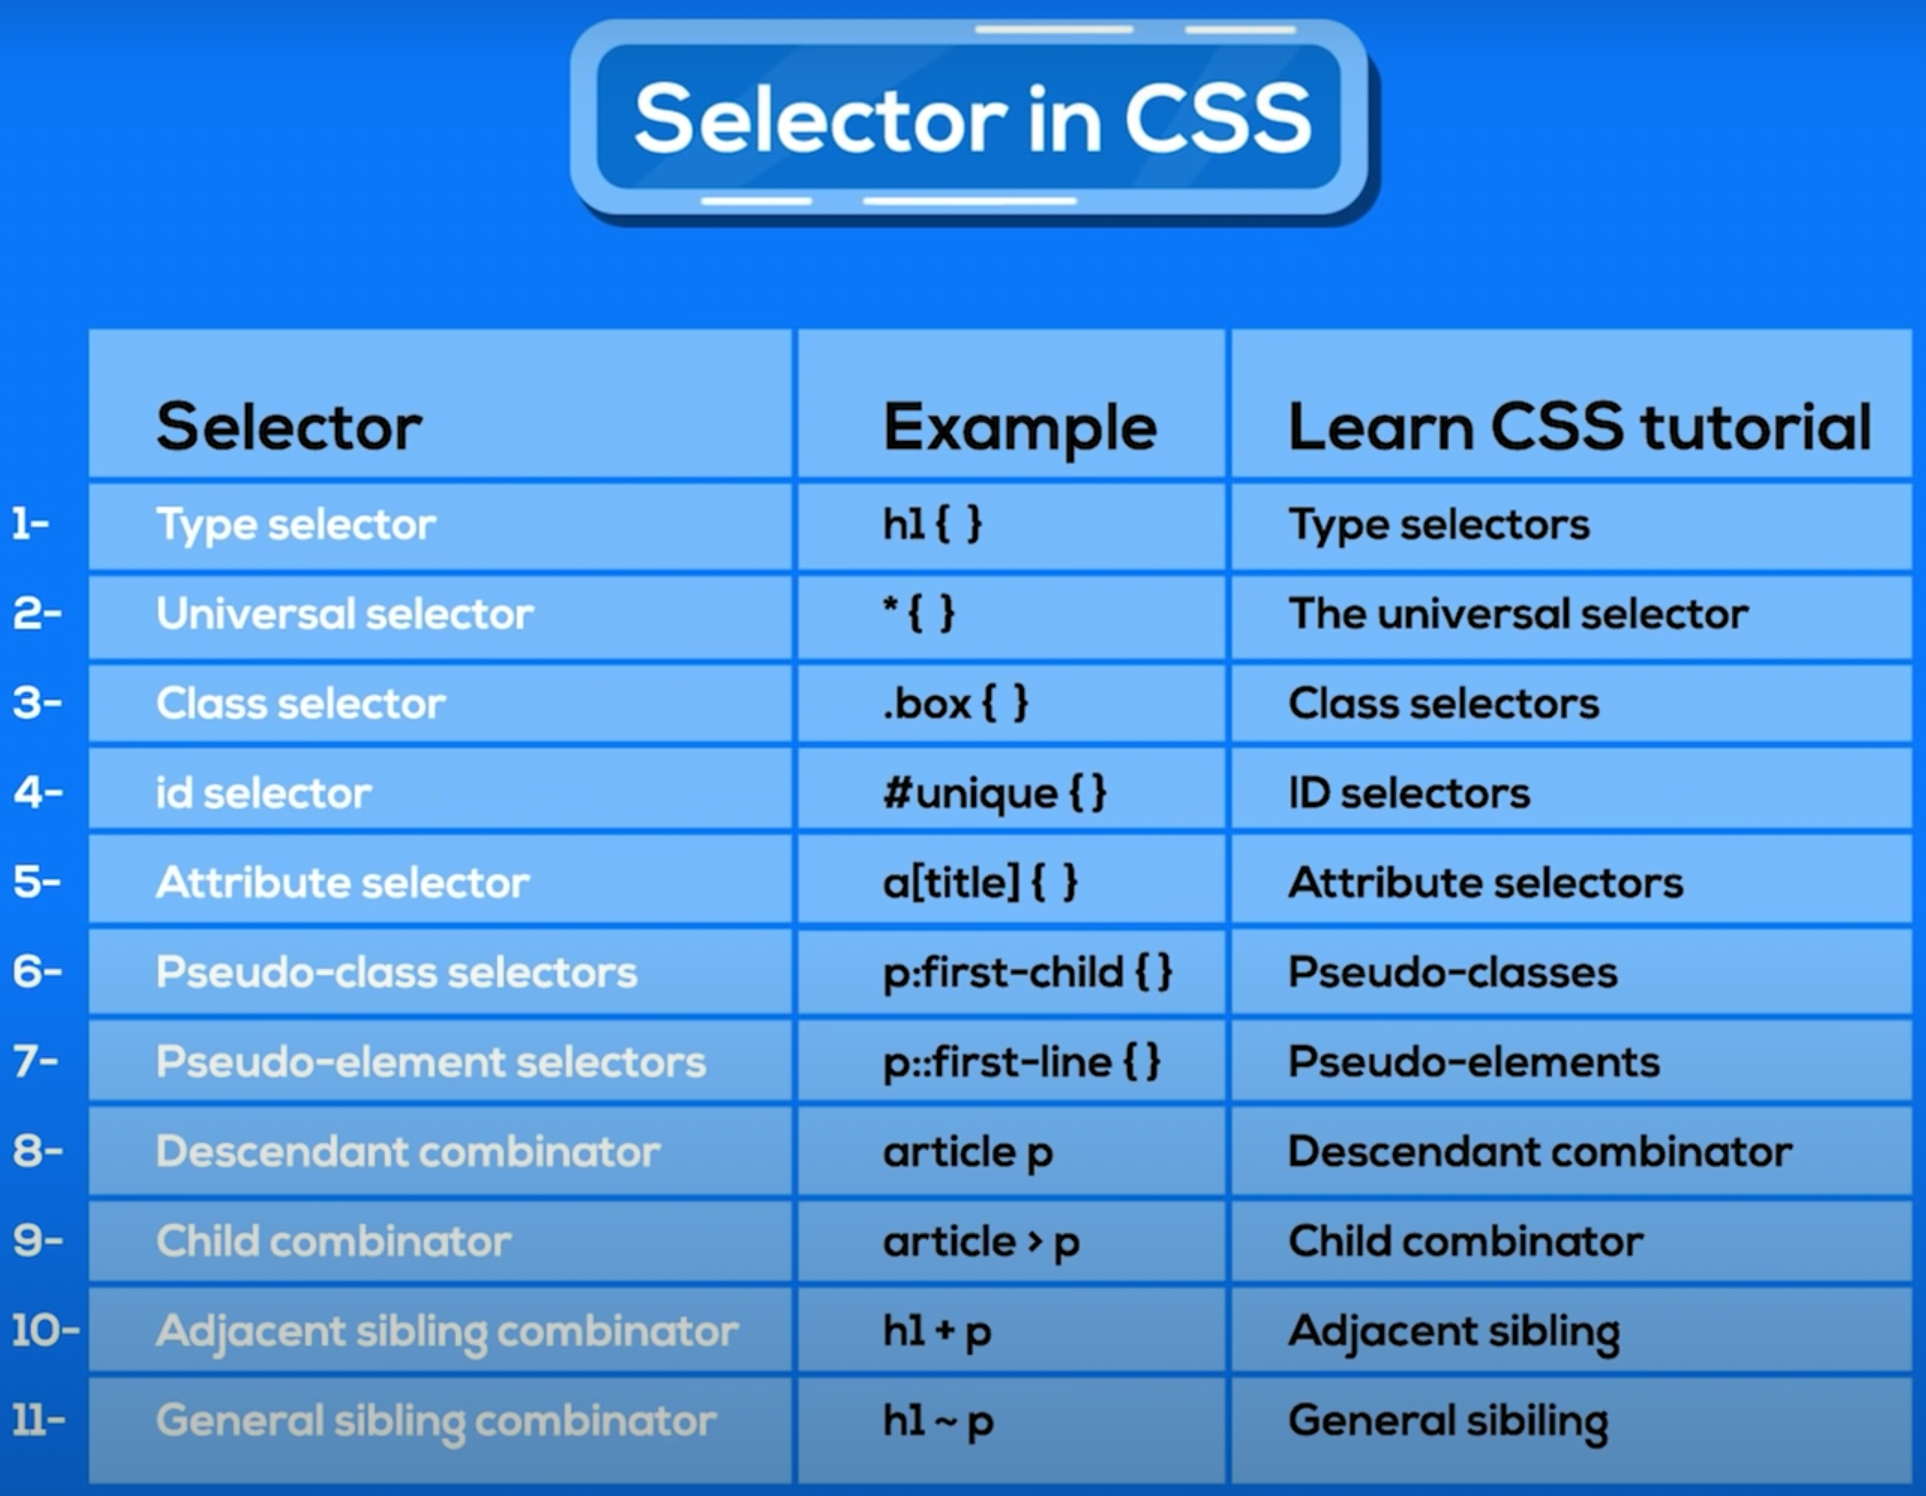 Selector in CSS
Selector Example Learn CSS tutorial
1- Type selector h1 { } Type selectors
2- Universal selector * { } The universal selector
3- Class selector .box { } Class selectors
4- id selector #unique { } ID selectors
5- Attribute selector a[title] { } Attribute selectors
6- Pseudo-class selectors p:first-child { } Pseudo-classes
7- Pseudo-element selectors p::first-line { } Pseudo-elements
8- Descendant combinator article p Descendant combinator
9- Child combinator article > p Child combinator
10- Adjacent sibling combinator h1 + p Adjacent sibling
11- General sibling combinator h1 ~ p General sibiling